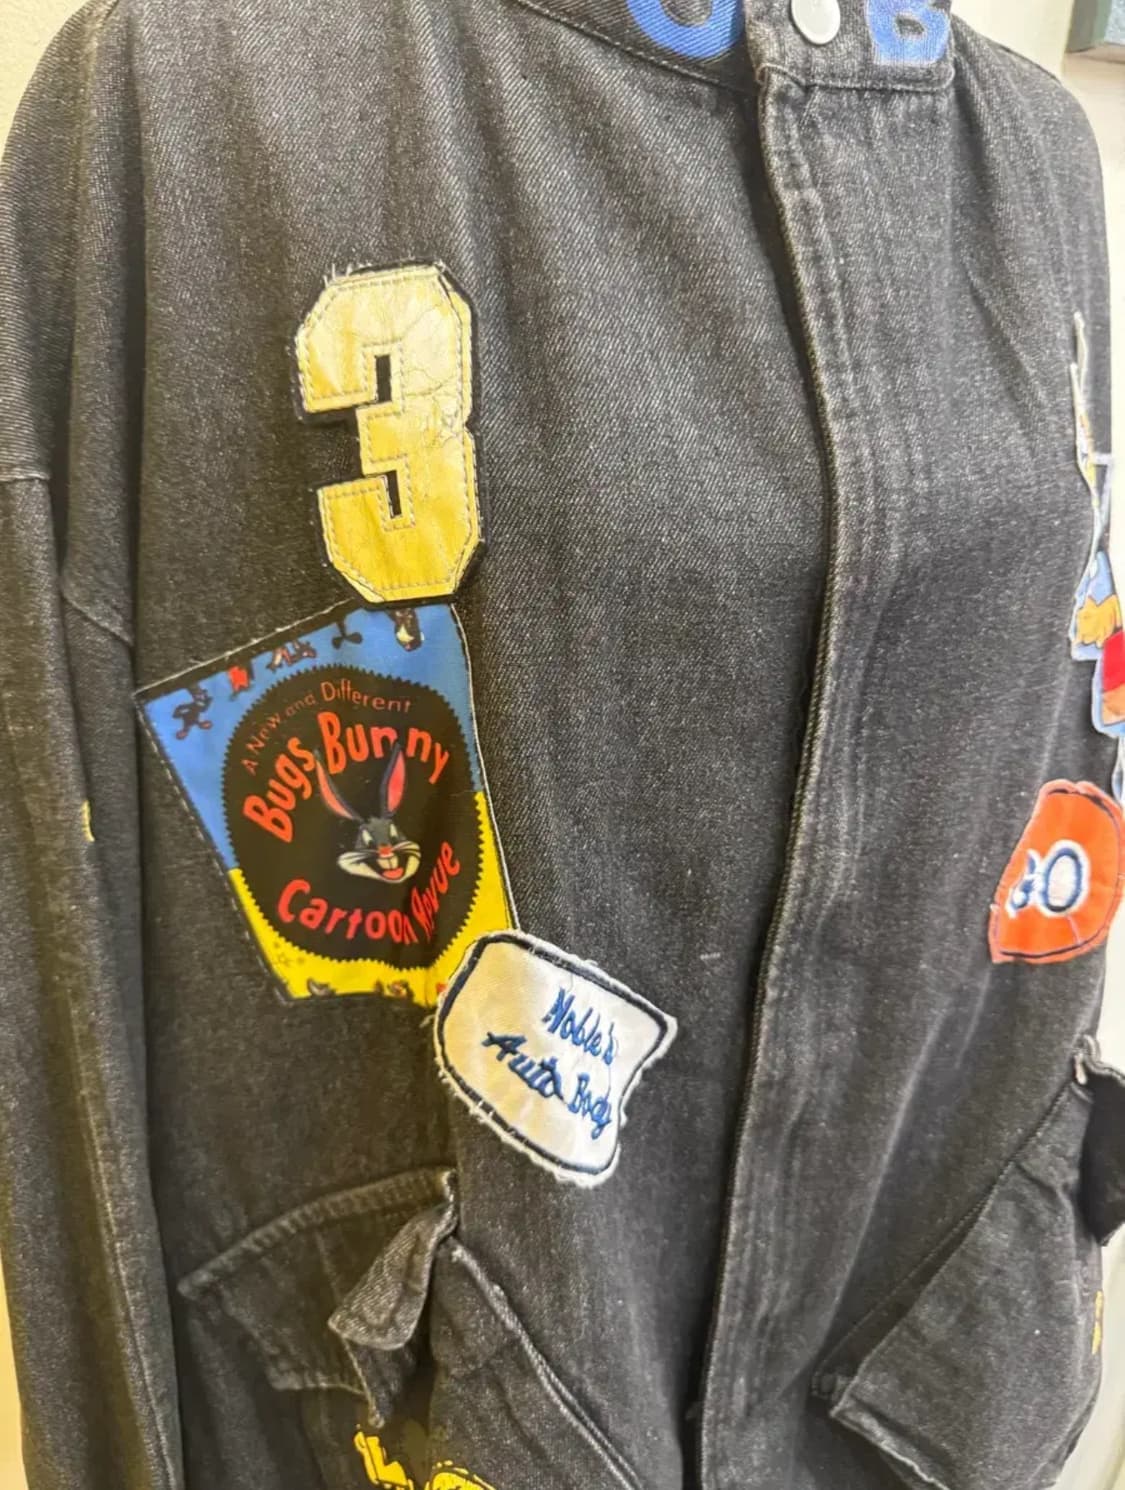 3
A New and Different
Bugs Bunny
Cartoon Revue
Noble's
Auto Body
GO